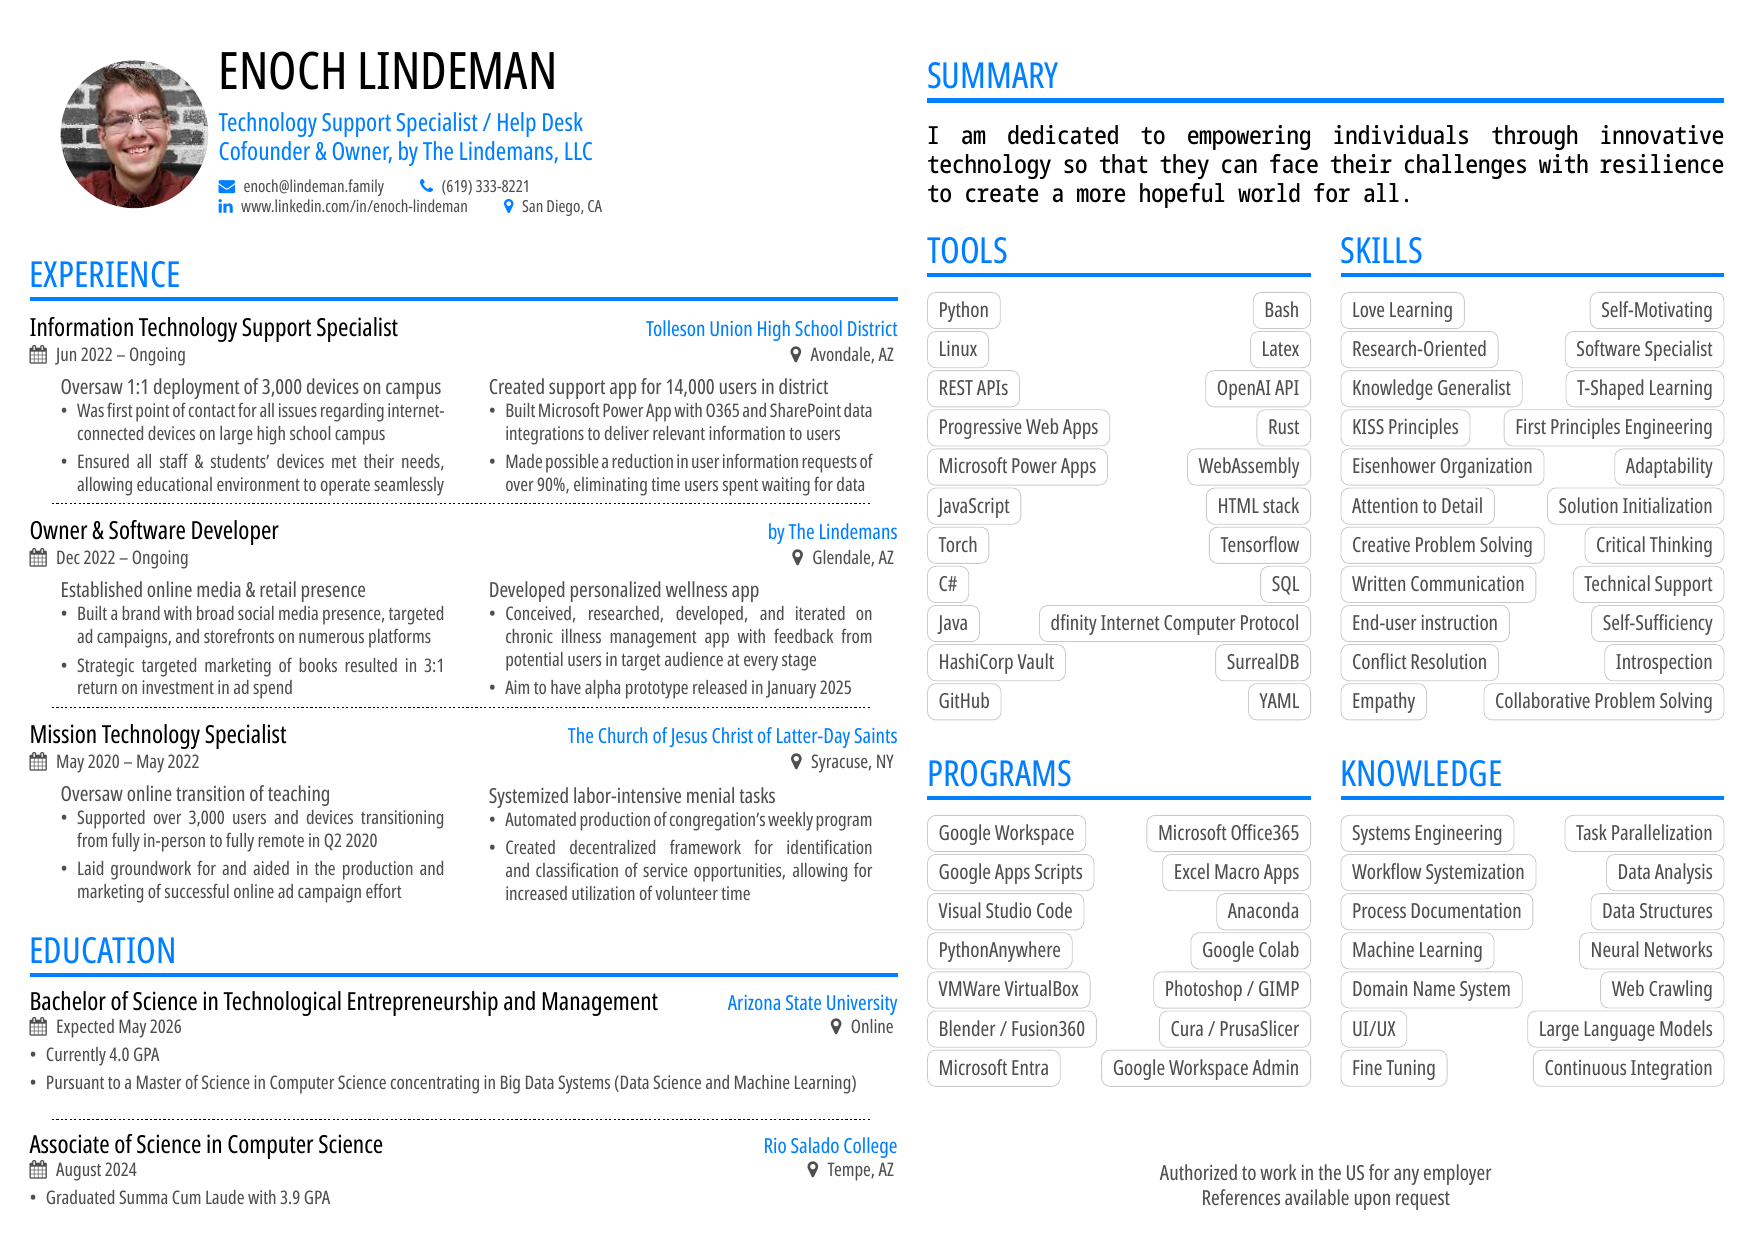 ENOCH LINDEMAN
Technology Support Specialist / Help Desk
Cofounder & Owner, by The Lindemans, LLC
enoch@lindeman.family (619) 333-8221
www.linkedin.com/in/enoch-lindeman San Diego, CA
EXPERIENCE
Information Technology Support Specialist Tolleson Union High School District
Jun 2022 – Ongoing Avondale, AZ
Oversaw 1:1 deployment of 3,000 devices on campus
• Was first point of contact for all issues regarding internet-
connected devices on large high school campus
• Ensured all staff & students’ devices met their needs,
allowing educational environment to operate seamlessly
Created support app for 14,000 users in district
• Built Microsoft Power App with O365 and SharePoint data
integrations to deliver relevant information to users
• Made possible a reduction in user information requests of
over 90%, eliminating time users spent waiting for data
Owner & Software Developer by The Lindemans
Dec 2022 – Ongoing Glendale, AZ
Established online media & retail presence
• Built a brand with broad social media presence, targeted
ad campaigns, and storefronts on numerous platforms
• Strategic targeted marketing of books resulted in 3:1
return on investment in ad spend
Developed personalized wellness app
• Conceived, researched, developed, and iterated on
chronic illness management app with feedback from
potential users in target audience at every stage
• Aim to have alpha prototype released in January 2025
Mission Technology Specialist The Church of Jesus Christ of Latter-Day Saints
May 2020 – May 2022 Syracuse, NY
Oversaw online transition of teaching
• Supported over 3,000 users and devices transitioning
from fully in-person to fully remote in Q2 2020
• Laid groundwork for and aided in the production and
marketing of successful online ad campaign effort
Systemized labor-intensive menial tasks
• Automated production of congregation’s weekly program
• Created decentralized framework for identification
and classification of service opportunities, allowing for
increased utilization of volunteer time
EDUCATION
Bachelor of Science in Technological Entrepreneurship and Management Arizona State University
Expected May 2026 Online
• Currently 4.0 GPA
• Pursuant to a Master of Science in Computer Science concentrating in Big Data Systems (Data Science and Machine Learning)
Associate of Science in Computer Science Rio Salado College
August 2024 Tempe, AZ
• Graduated Summa Cum Laude with 3.9 GPA
SUMMARY
I am dedicated to empowering individuals through innovative
technology so that they can face their challenges with resilience
to create a more hopeful world for all.
TOOLS
Python Bash
Linux Latex
REST APIs OpenAI API
Progressive Web Apps Rust
Microsoft Power Apps WebAssembly
JavaScript HTML stack
Torch Tensorflow
C# SQL
Java dfinity Internet Computer Protocol
HashiCorp Vault SurrealDB
GitHub YAML
SKILLS
Love Learning Self-Motivating
Research-Oriented Software Specialist
Knowledge Generalist T-Shaped Learning
KISS Principles First Principles Engineering
Eisenhower Organization Adaptability
Attention to Detail Solution Initialization
Creative Problem Solving Critical Thinking
Written Communication Technical Support
End-user instruction Self-Sufficiency
Conflict Resolution Introspection
Empathy Collaborative Problem Solving
PROGRAMS
Google Workspace Microsoft Office365
Google Apps Scripts Excel Macro Apps
Visual Studio Code Anaconda
PythonAnywhere Google Colab
VMWare VirtualBox Photoshop / GIMP
Blender / Fusion360 Cura / PrusaSlicer
Microsoft Entra Google Workspace Admin
KNOWLEDGE
Systems Engineering Task Parallelization
Workflow Systemization Data Analysis
Process Documentation Data Structures
Machine Learning Neural Networks
Domain Name System Web Crawling
UI/UX Large Language Models
Fine Tuning Continuous Integration
Authorized to work in the US for any employer
References available upon request